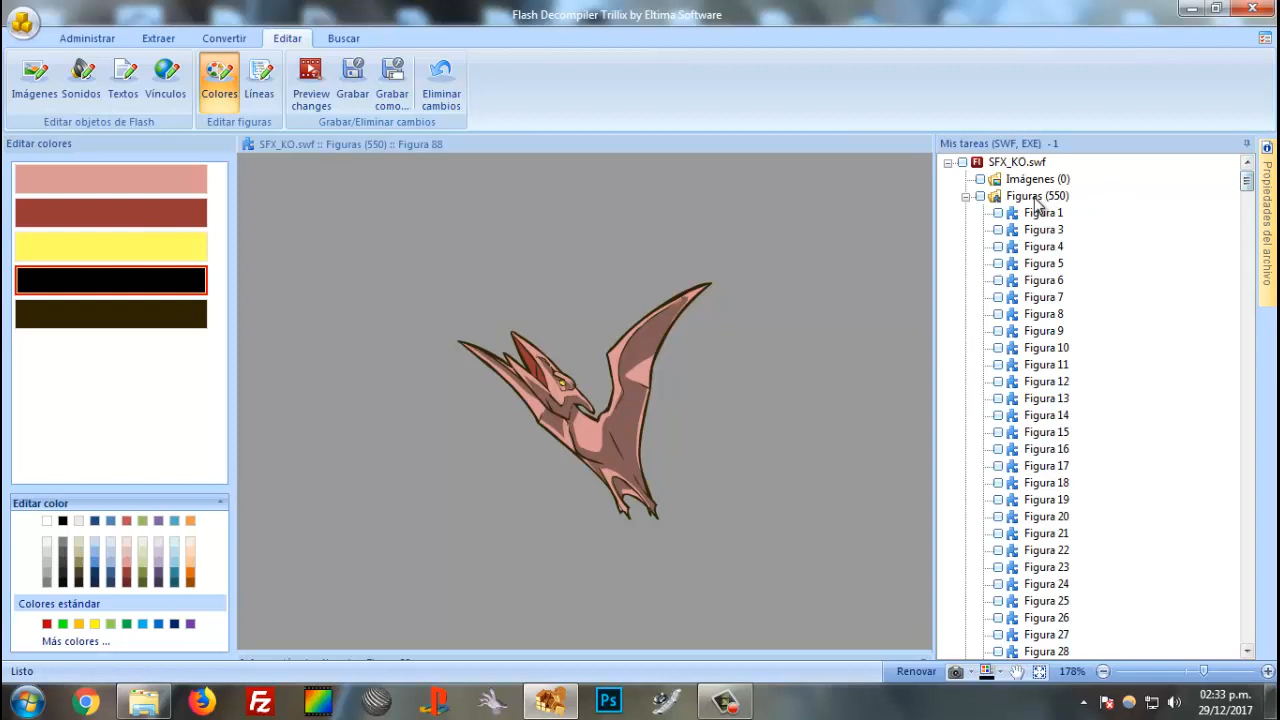 Flash Decompiler Trillix by Eltima Software
Administrar Extraer Convertir Editar Buscar
Imágenes Sonidos Textos Vínculos Colores Líneas Preview changes Grabar Grabar como... Eliminar cambios
Editar objetos de Flash Editar figuras Grabar/Eliminar cambios
Editar colores
SFX_KO.swf :: Figuras (550) :: Figura 88
Mis tareas (SWF, EXE) - 1
Propiedades del archivo
SFX_KO.swf
Imágenes (0)
Figuras (550)
Figura 1
Figura 3
Figura 4
Figura 5
Figura 6
Figura 7
Figura 8
Figura 9
Figura 10
Figura 11
Figura 12
Figura 13
Figura 14
Figura 15
Figura 16
Figura 17
Figura 18
Figura 19
Figura 20
Figura 21
Figura 22
Figura 23
Figura 24
Figura 25
Figura 26
Figura 27
Figura 28
Editar color
Colores estándar
Más colores ...
Listo
Renovar 178%
02:33 p.m.
29/12/2017